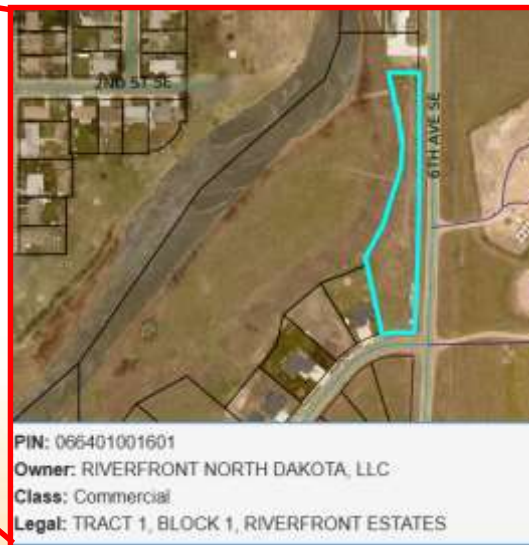 2ND ST SE
6TH AVE SE
PIN: 066401001601
Owner: RIVERFRONT NORTH DAKOTA, LLC
Class: Commercial
Legal: TRACT 1, BLOCK 1, RIVERFRONT ESTATES